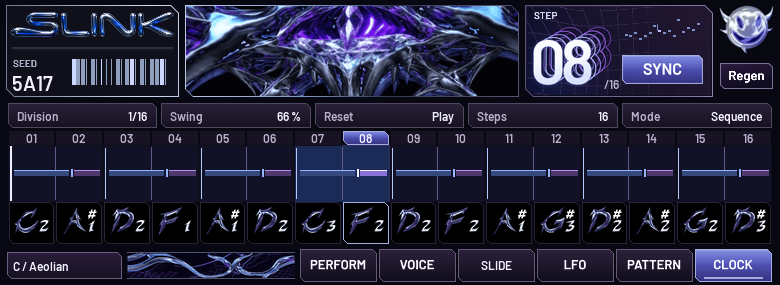 SLINK
SEED
5A17
STEP
08
/16
SYNC
Regen
Division 1/16
Swing 66 %
Reset Play
Steps 16
Mode Sequence
01 02 03 04 05 06 07 08 09 10 11 12 13 14 15 16
C2 A#1 D2 F1 A#1 D2 C3 F2 D2 F2 A#1 G#3 D#2 A#2 G2 D#3
C / Aeolian
PERFORM
VOICE
SLIDE
LFO
PATTERN
CLOCK